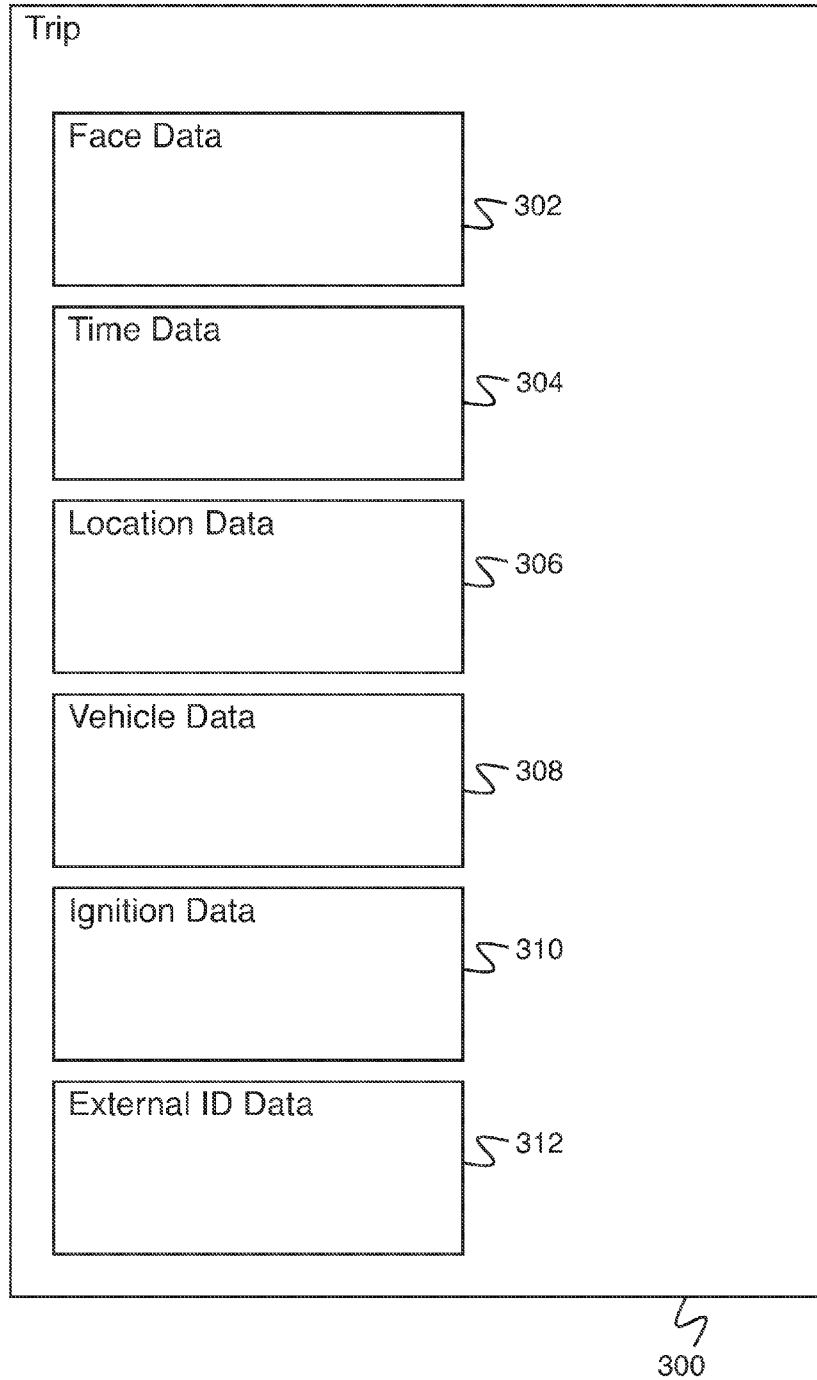 Trip
Face Data
302
Time Data
304
Location Data
306
Vehicle Data
308
Ignition Data
310
External ID Data
312
300